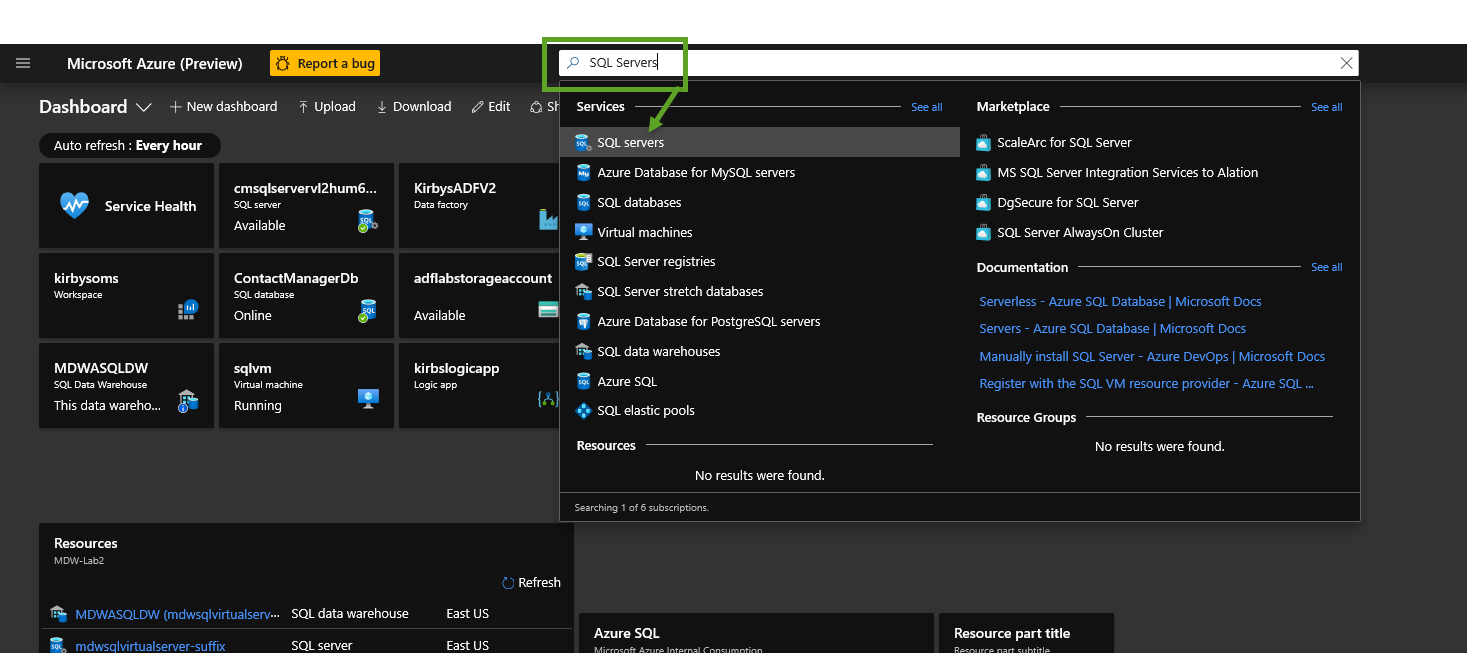 Microsoft Azure (Preview)
Report a bug
SQL Servers
Dashboard
New dashboard
Upload
Download
Edit
Sh
Auto refresh : Every hour
Service Health
cmsqlservervl2hum6...
SQL server
Available
KirbysADFV2
Data factory
kirbysoms
Workspace
ContactManagerDb
SQL database
Online
adflabstorageaccount
Available
MDWASQLDW
SQL Data Warehouse
This data wareho...
sqlvm
Virtual machine
Running
kirbslogicapp
Logic app
Services
See all
SQL servers
Azure Database for MySQL servers
SQL databases
Virtual machines
SQL Server registries
SQL Server stretch databases
Azure Database for PostgreSQL servers
SQL data warehouses
Azure SQL
SQL elastic pools
Resources
No results were found.
Marketplace
See all
ScaleArc for SQL Server
MS SQL Server Integration Services to Alation
DgSecure for SQL Server
SQL Server AlwaysOn Cluster
Documentation
See all
Serverless - Azure SQL Database | Microsoft Docs
Servers - Azure SQL Database | Microsoft Docs
Manually install SQL Server - Azure DevOps | Microsoft Docs
Register with the SQL VM resource provider - Azure SQL ...
Resource Groups
No results were found.
Searching 1 of 6 subscriptions.
Resources
MDW-Lab2
Refresh
MDWASQLDW (mdwsqlvirtualserv...
SQL data warehouse
East US
mdwsqlvirtualserver-suffix
SQL server
East US
Azure SQL
Microsoft Azure Internal Consumption
Resource part title
Resource part subtitle